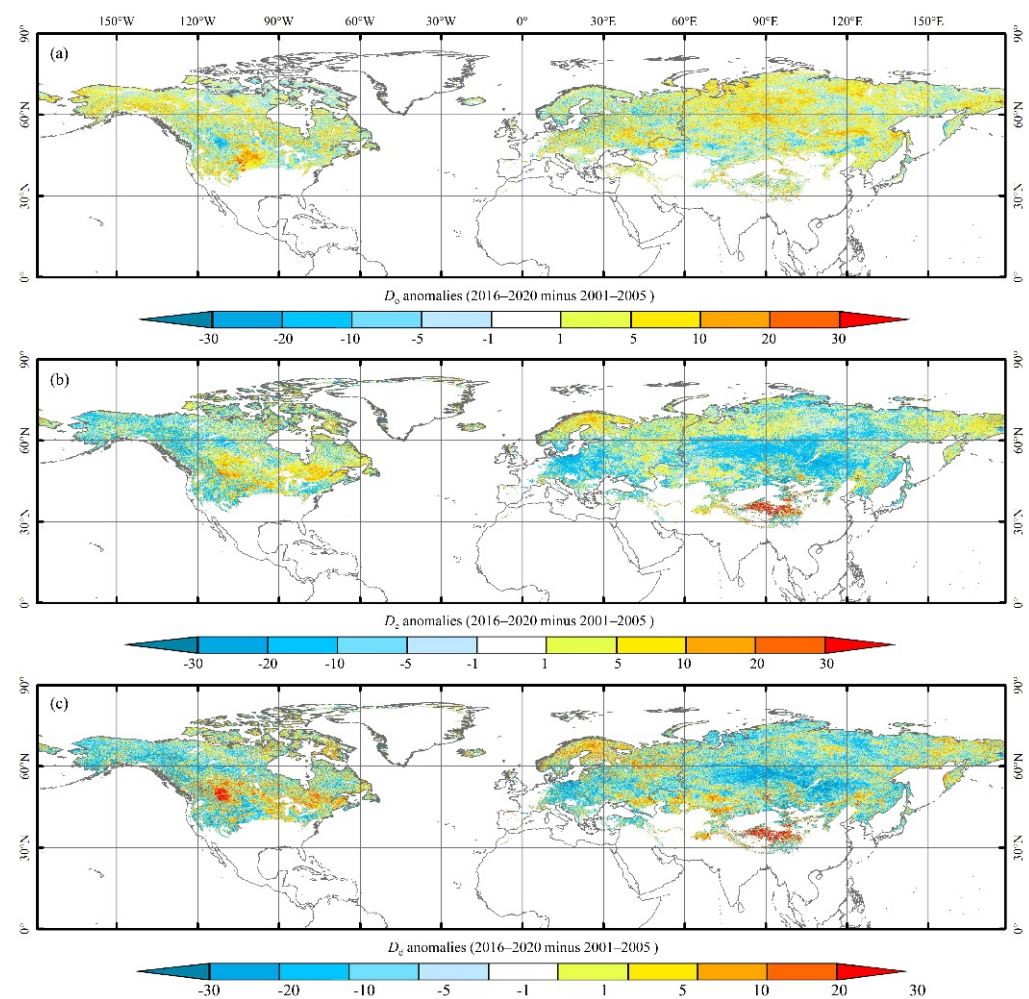 150°W 120°W 90°W 60°W 30°W 0° 30°E 60°E 90°E 120°E 150°E
(a)
90° 90°
60°N 60°N
30°N 30°N
0° 0°
Do anomalies (2016–2020 minus 2001–2005 )
-30 -20 -10 -5 -1 1 5 10 20 30
(b)
90° 90°
60°N 60°N
30°N 30°N
0° 0°
De anomalies (2016–2020 minus 2001–2005 )
-30 -20 -10 -5 -1 1 5 10 20 30
(c)
90° 90°
60°N 60°N
30°N 30°N
0° 0°
Dd anomalies (2016–2020 minus 2001–2005 )
-30 -20 -10 -5 -1 1 5 10 20 30